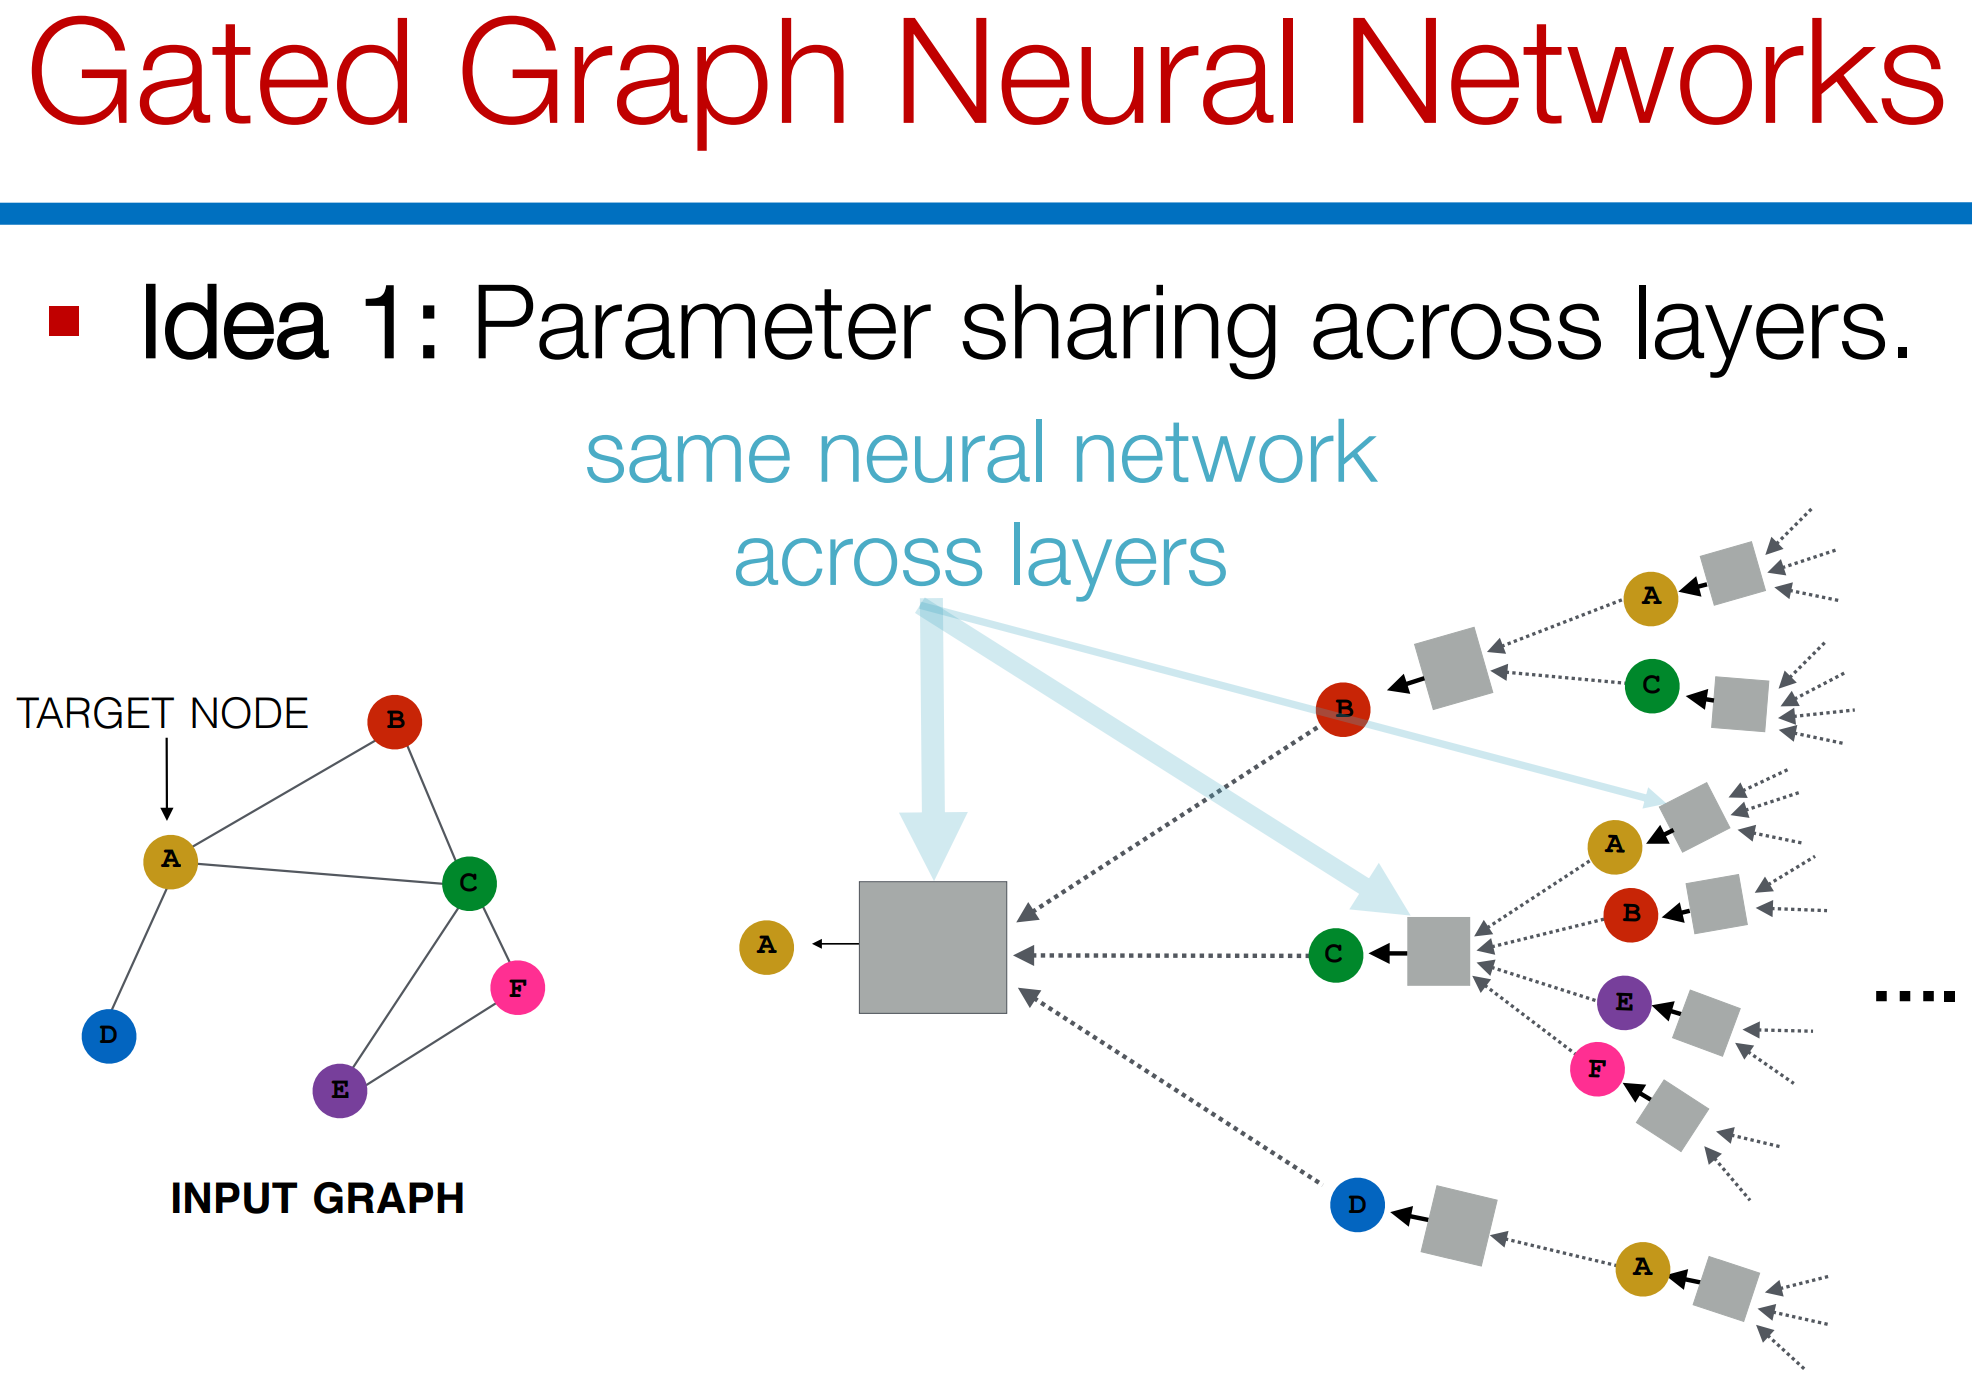 Gated Graph Neural Networks
▪ Idea 1: Parameter sharing across layers.
same neural network
across layers
TARGET NODE
B
A
C
F
D
E
INPUT GRAPH
A
B
C
D
A
C
A
B
E
F
A
....